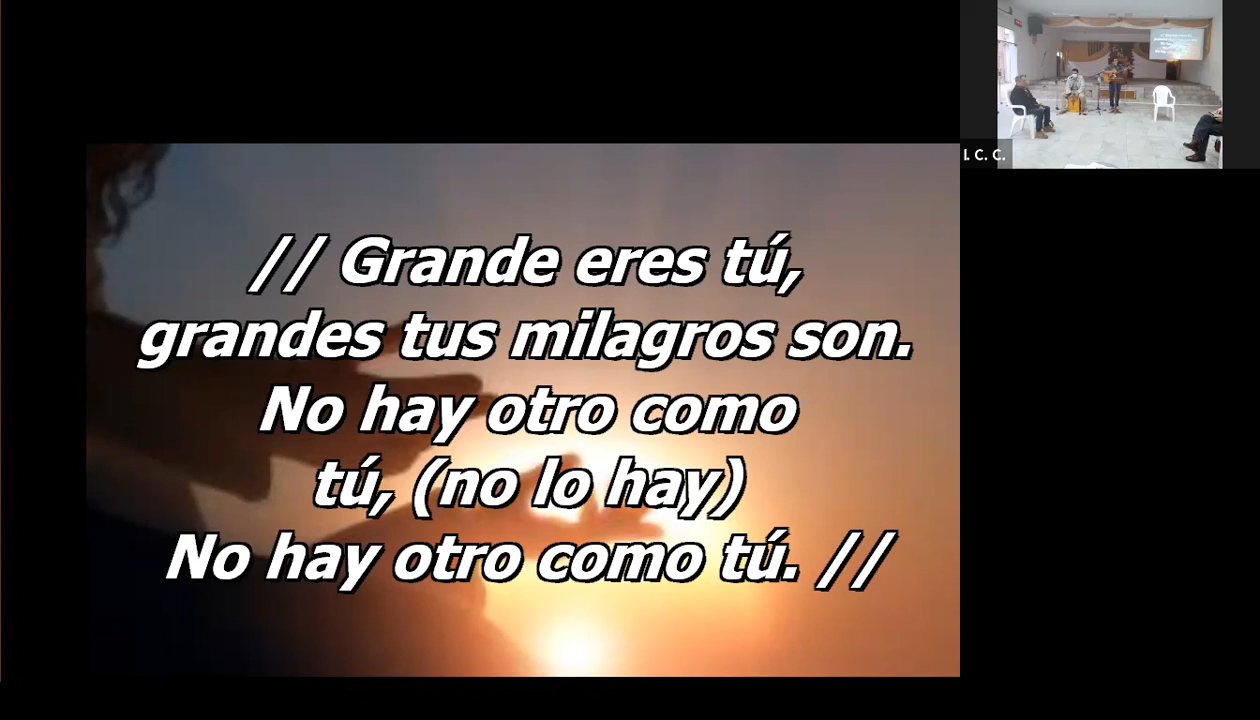 // Grande eres tú,
grandes tus milagros son.
No hay otro como
tú, (no lo hay)
No hay otro como tú. //
I. C. C.